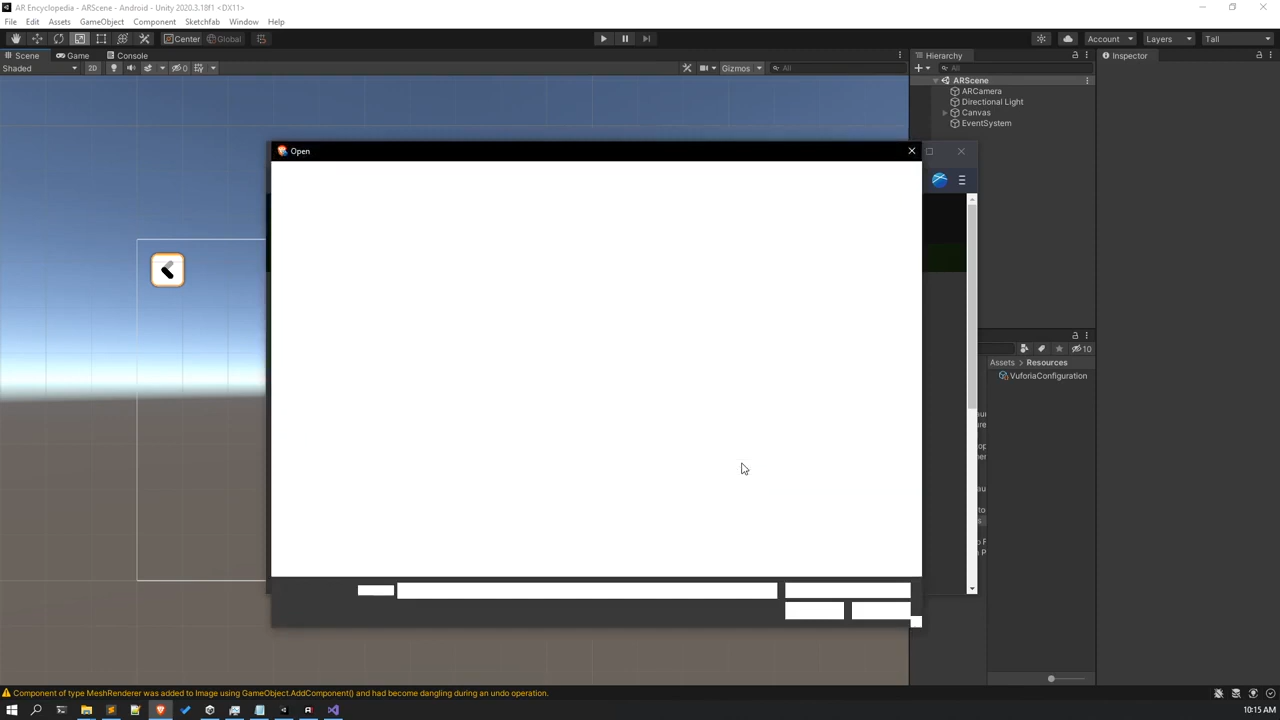 AR Encyclopedia - ARScene - Android - Unity 2020.3.18f1 <DX11>
File Edit Assets GameObject Component Sketchfab Window Help
Center Global Account Layers Tall
Scene Game Console Hierarchy Inspector
Shaded 2D 0 Gizmos All All
ARScene
ARCamera
Directional Light
Canvas
EventSystem
Open
10
Assets > Resources
VuforiaConfiguration
Component of type MeshRenderer was added to Image using GameObject.AddComponent() and had become dangling during an undo operation.
10:15 AM